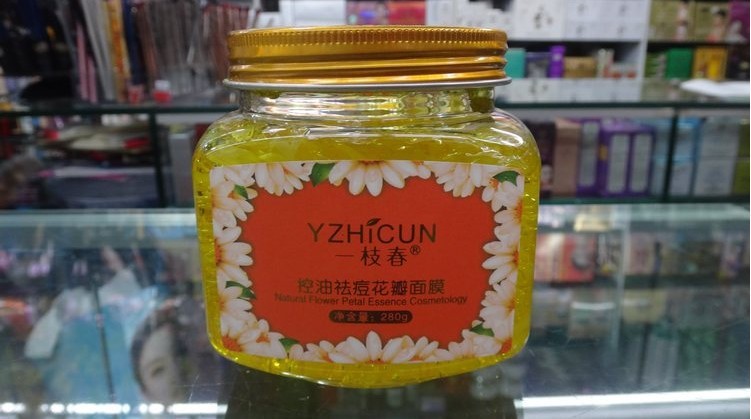 YZHiCUN
一枝春®
控油祛痘花瓣面膜
Natural Flower Petal Essence Cosmetology
净含量：280g